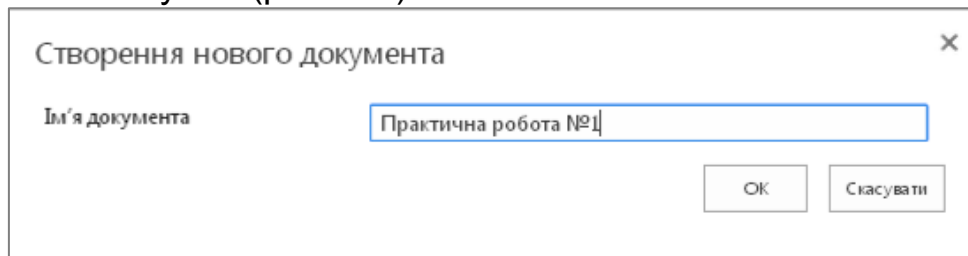 Створення нового документа
Ім'я документа
Практична робота №1
ОК
Скасувати